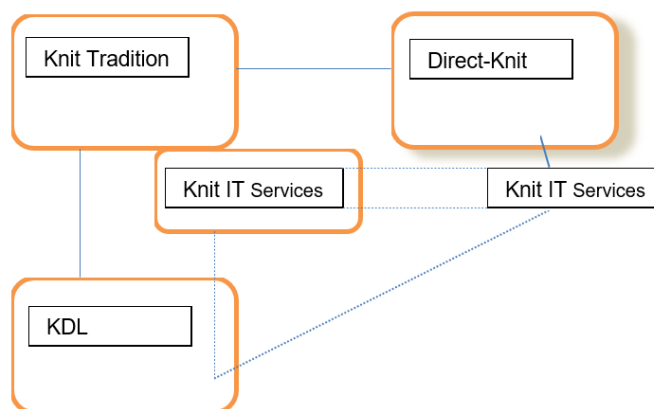 Knit Tradition
Direct-Knit
Knit IT Services
Knit IT Services
KDL